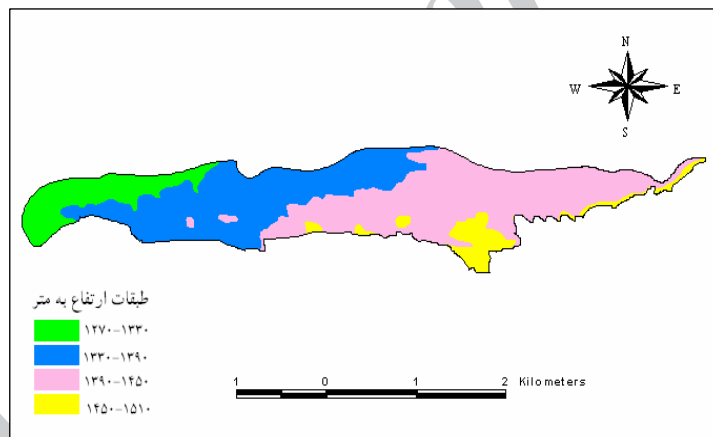 N
W E
S
طبقات ارتفاع به متر
۱۲۷۰-۱۳۳۰
۱۳۳۰-۱۳۹۰
۱۳۹۰-۱۴۵۰
۱۴۵۰-۱۵۱۰
1 0 1 2 Kilometers